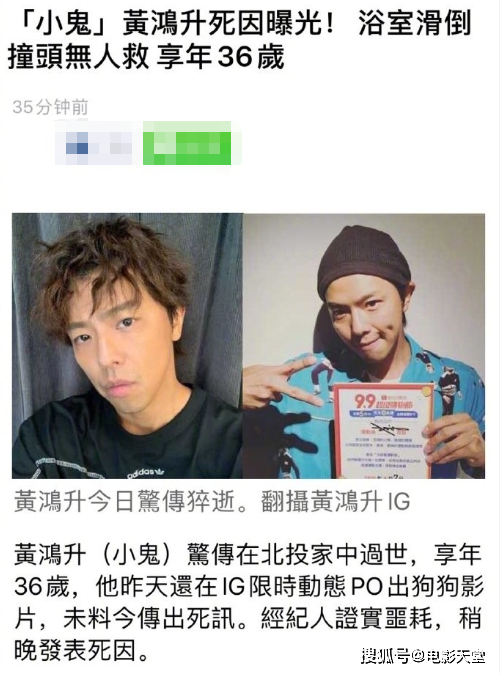 「小鬼」黃鴻升死因曝光！ 浴室滑倒
撞頭無人救 享年36歲
35分钟前
adidas
9.9
黃鴻升今日驚傳猝逝。翻攝黃鴻升IG
黃鴻升（小鬼）驚傳在北投家中過世，享年
36歲，他昨天還在IG限時動態PO出狗狗影
片，未料今傳出死訊。經紀人證實噩耗，稍
晚發表死因。
搜狐号@电影天堂